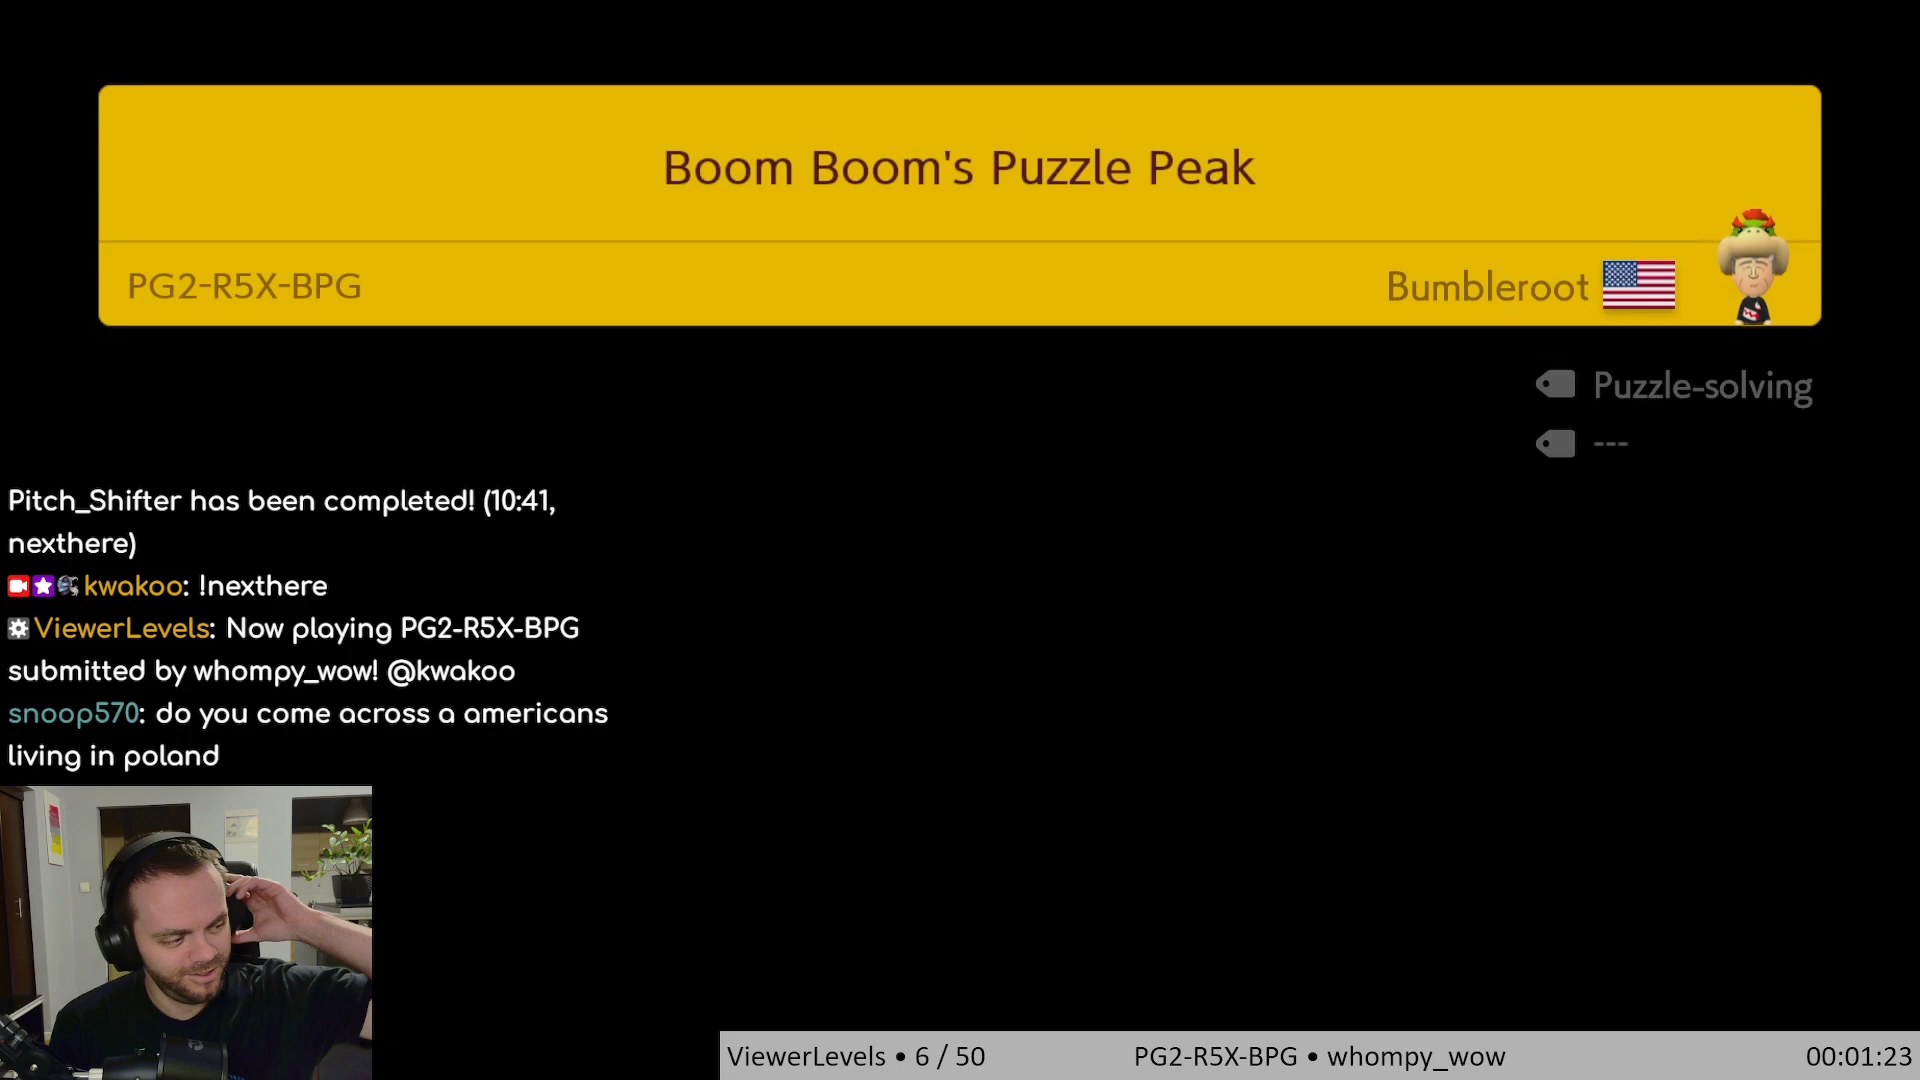 Boom Boom's Puzzle Peak
PG2-R5X-BPG
Bumbleroot
Puzzle-solving
---
Pitch_Shifter has been completed! (10:41,
nexthere)
kwakoo: !nexthere
ViewerLevels: Now playing PG2-R5X-BPG
submitted by whompy_wow! @kwakoo
snoop570: do you come across a americans
living in poland
ViewerLevels • 6 / 50
PG2-R5X-BPG • whompy_wow
00:01:23